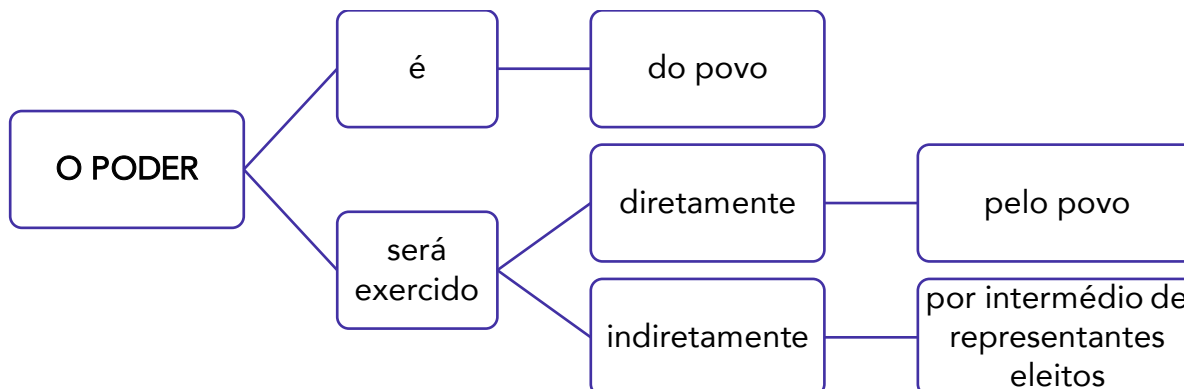 O PODER
é
do povo
será
exercido
diretamente
pelo povo
indiretamente
por intermédio de
representantes
eleitos